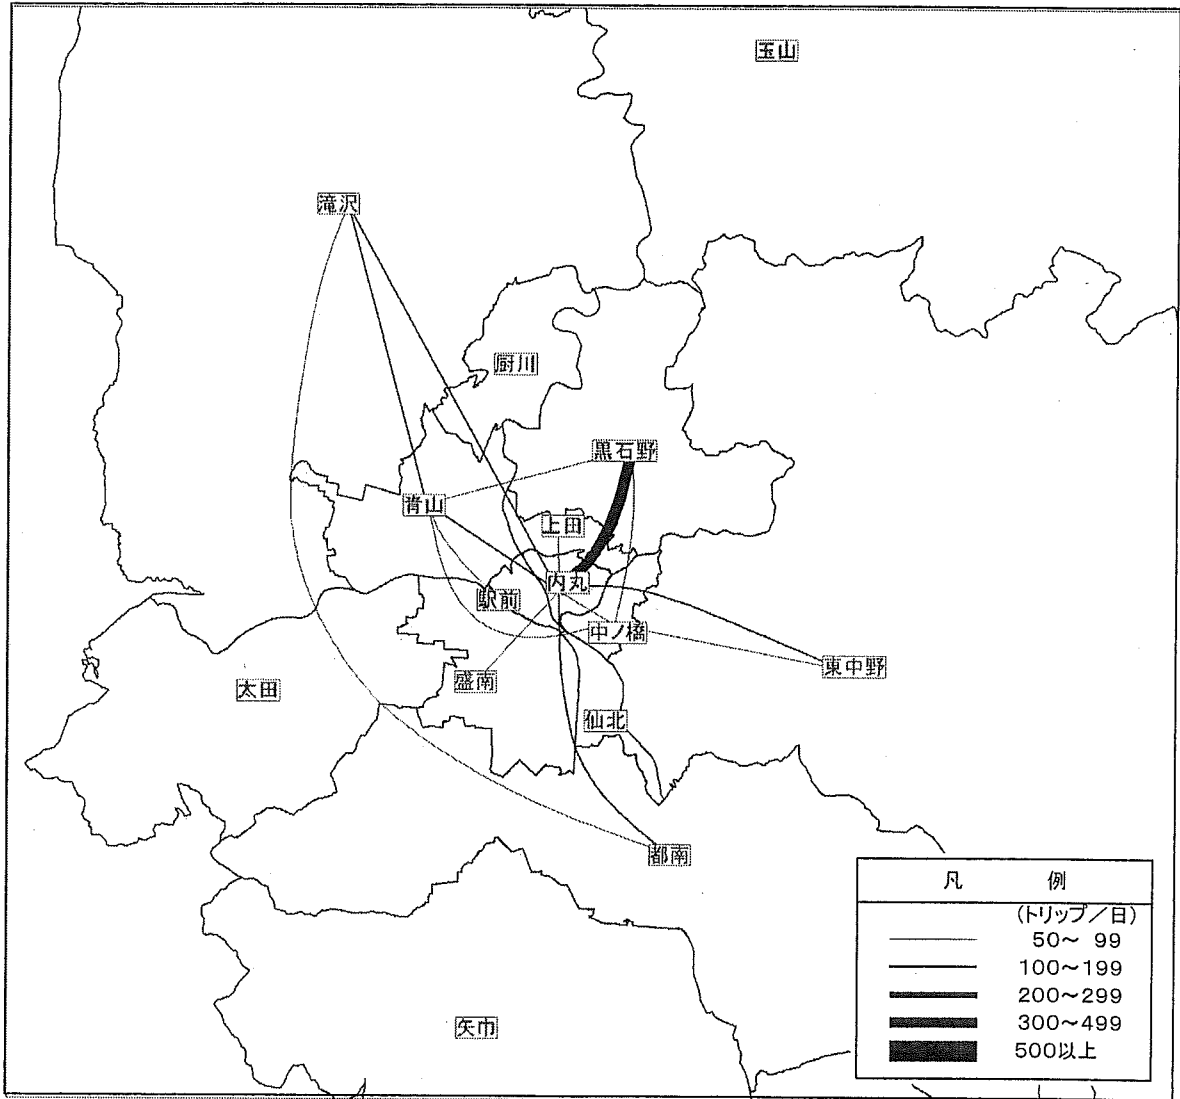 玉山
滝沢
厨川
黒石野
青山
上田
内丸
駅前
中ノ橋
東中野
盛南
太田
仙北
都南
矢巾
凡 例
(トリップ/日)
50~ 99
100~199
200~299
300~499
500以上